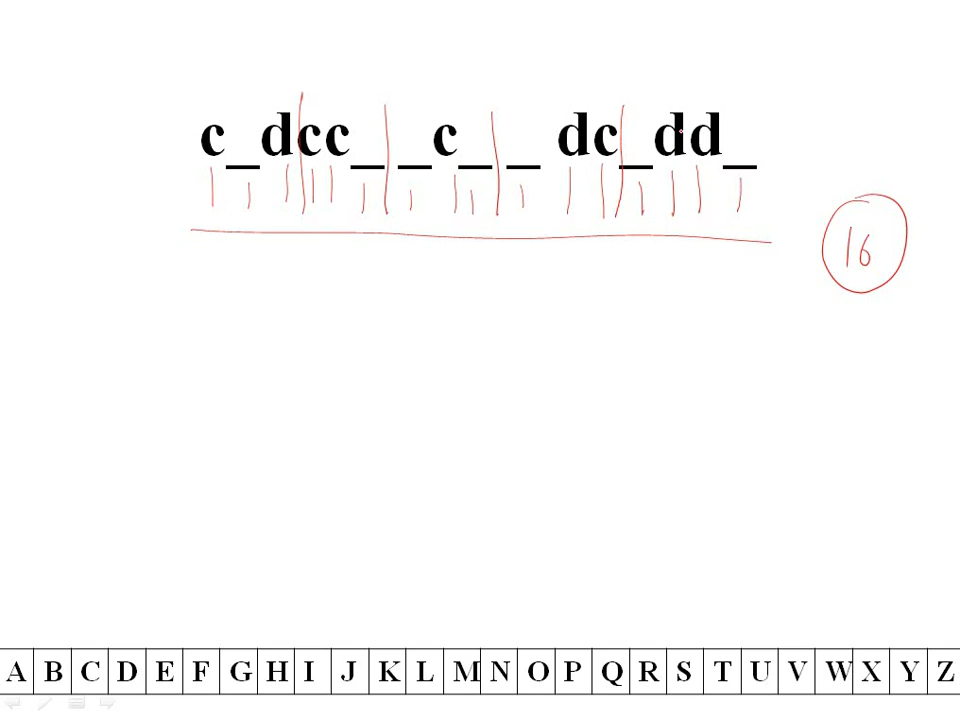 c_dcc_ _c_ _ dc_dd_
16
A B C D E F G H I J K L M N O P Q R S T U V W X Y Z